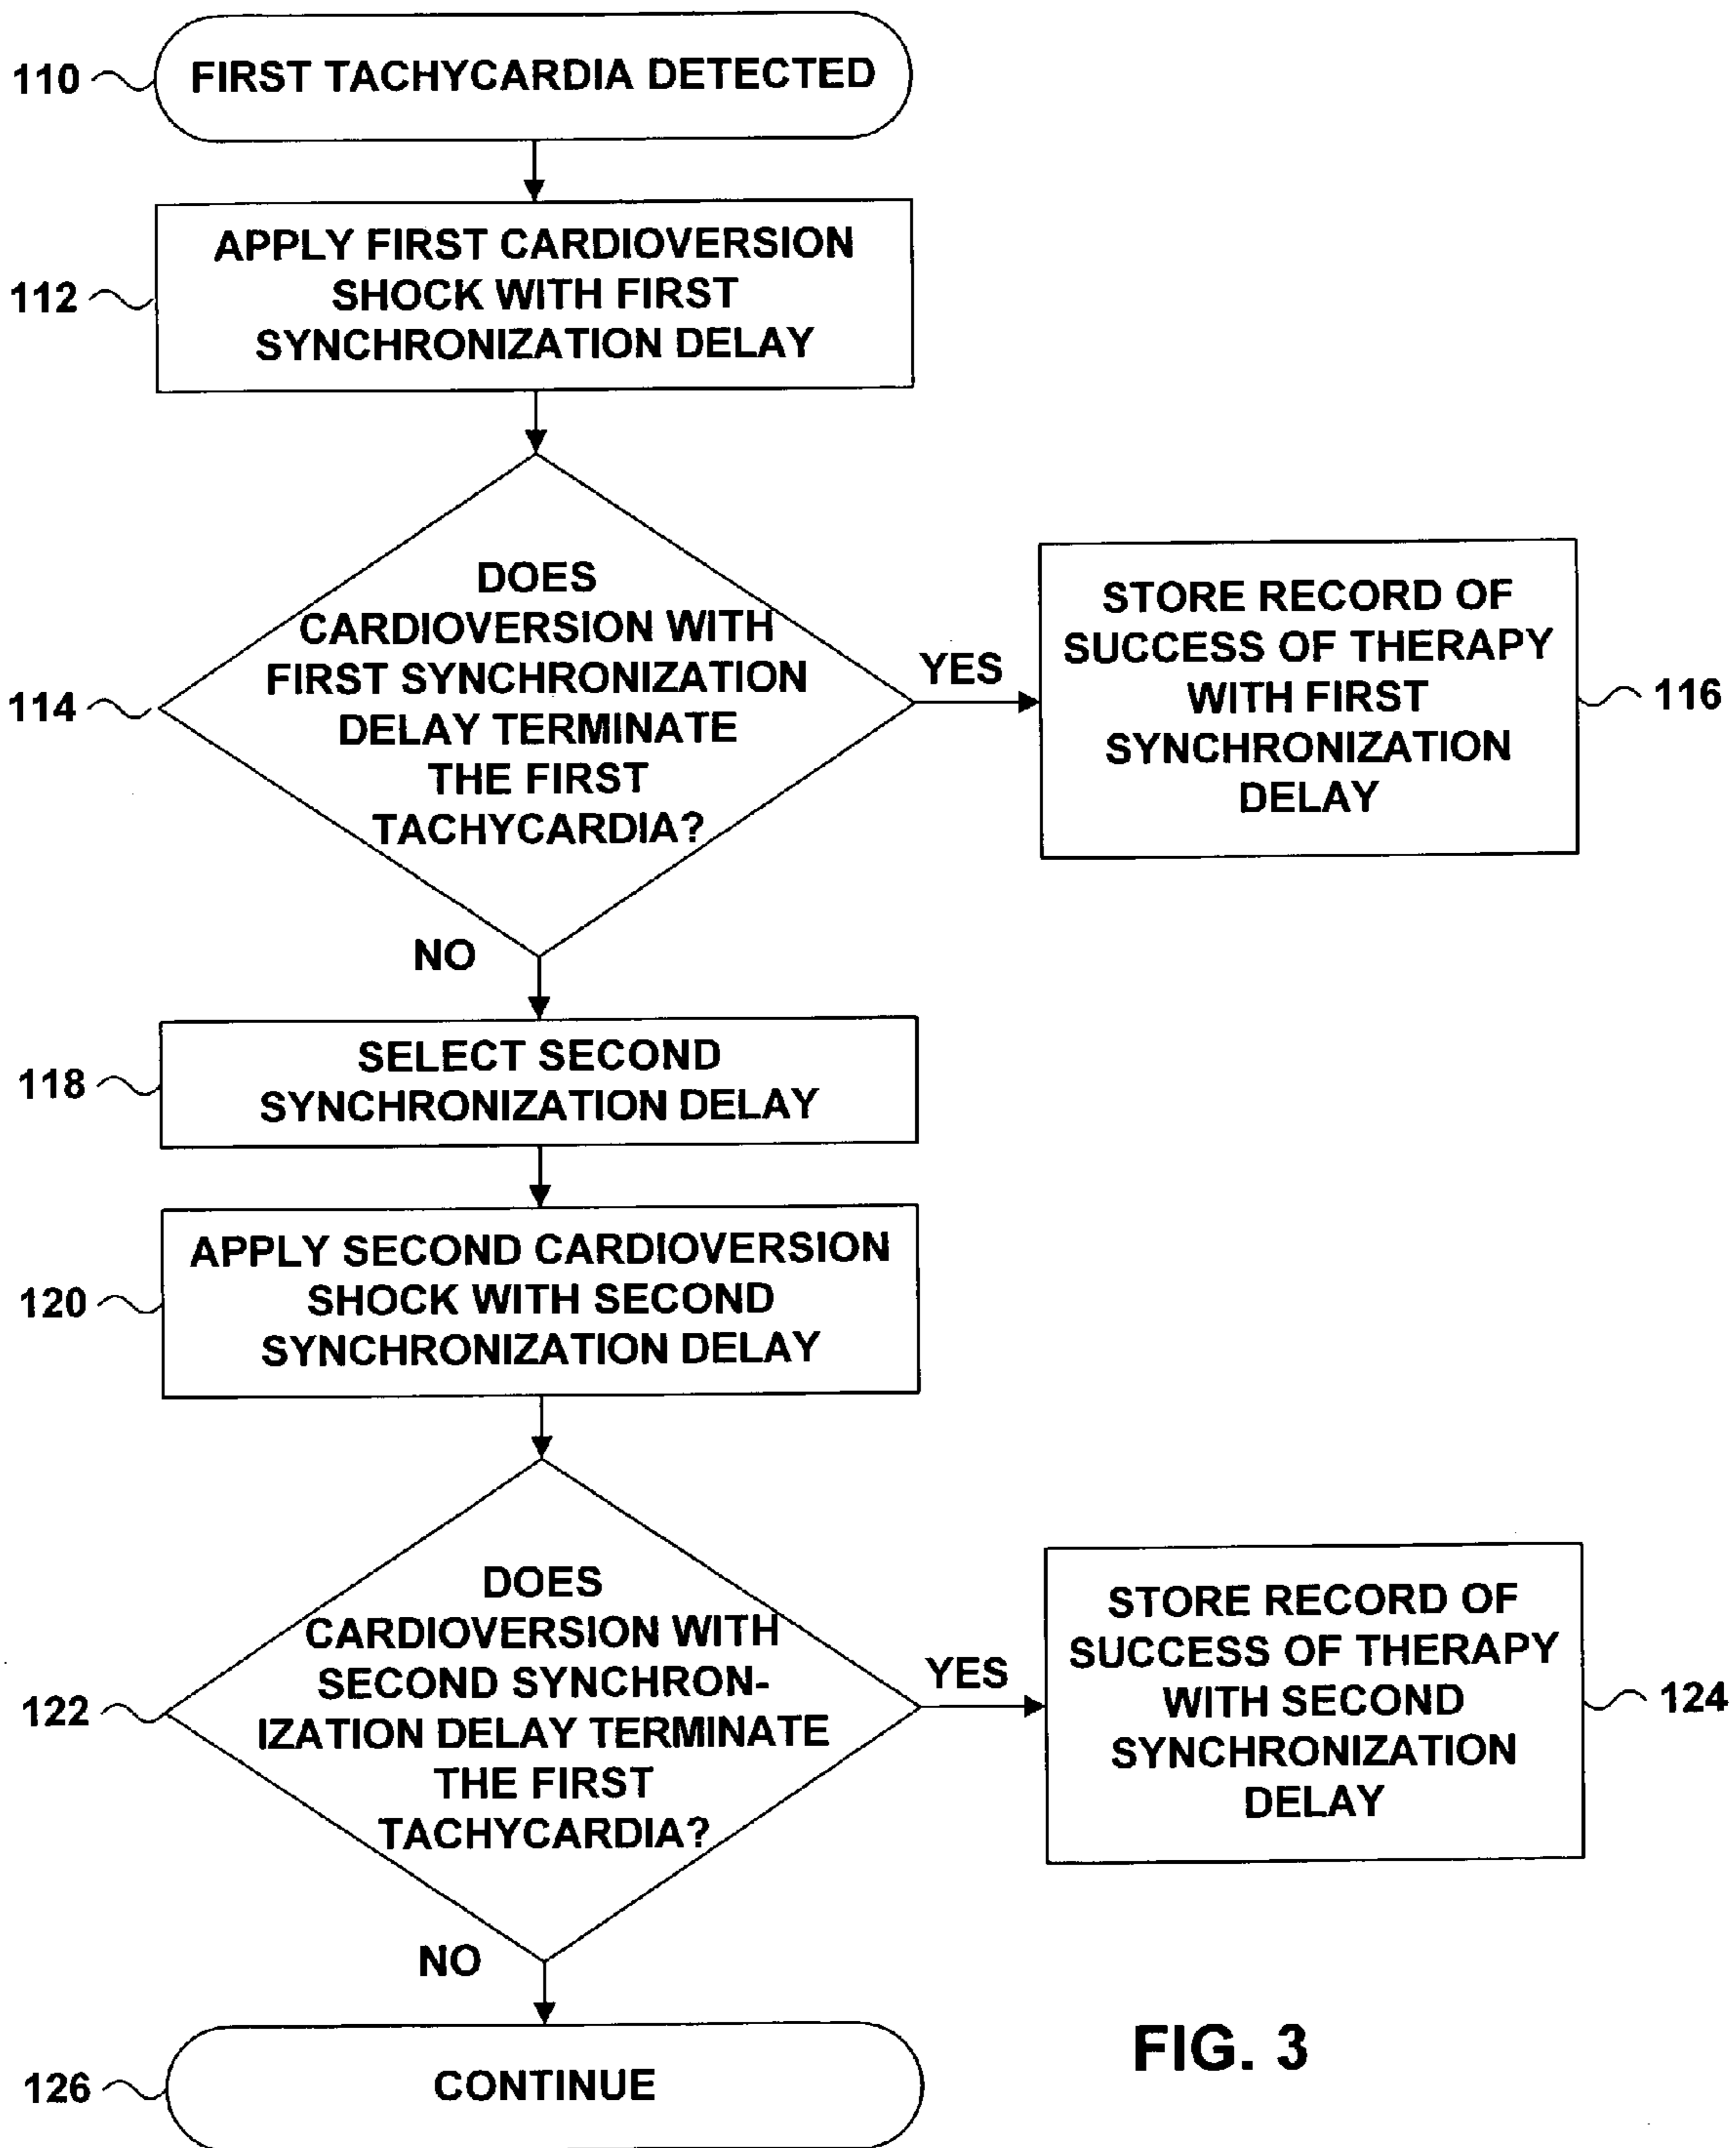 110
FIRST TACHYCARDIA DETECTED
112
APPLY FIRST CARDIOVERSION
SHOCK WITH FIRST
SYNCHRONIZATION DELAY
114
DOES
CARDIOVERSION WITH
FIRST SYNCHRONIZATION
DELAY TERMINATE
THE FIRST
TACHYCARDIA?
YES
STORE RECORD OF
SUCCESS OF THERAPY
WITH FIRST
SYNCHRONIZATION
DELAY
116
NO
118
SELECT SECOND
SYNCHRONIZATION DELAY
120
APPLY SECOND CARDIOVERSION
SHOCK WITH SECOND
SYNCHRONIZATION DELAY
122
DOES
CARDIOVERSION WITH
SECOND SYNCHRON-
IZATION DELAY TERMINATE
THE FIRST
TACHYCARDIA?
YES
STORE RECORD OF
SUCCESS OF THERAPY
WITH SECOND
SYNCHRONIZATION
DELAY
124
NO
126
CONTINUE
FIG. 3